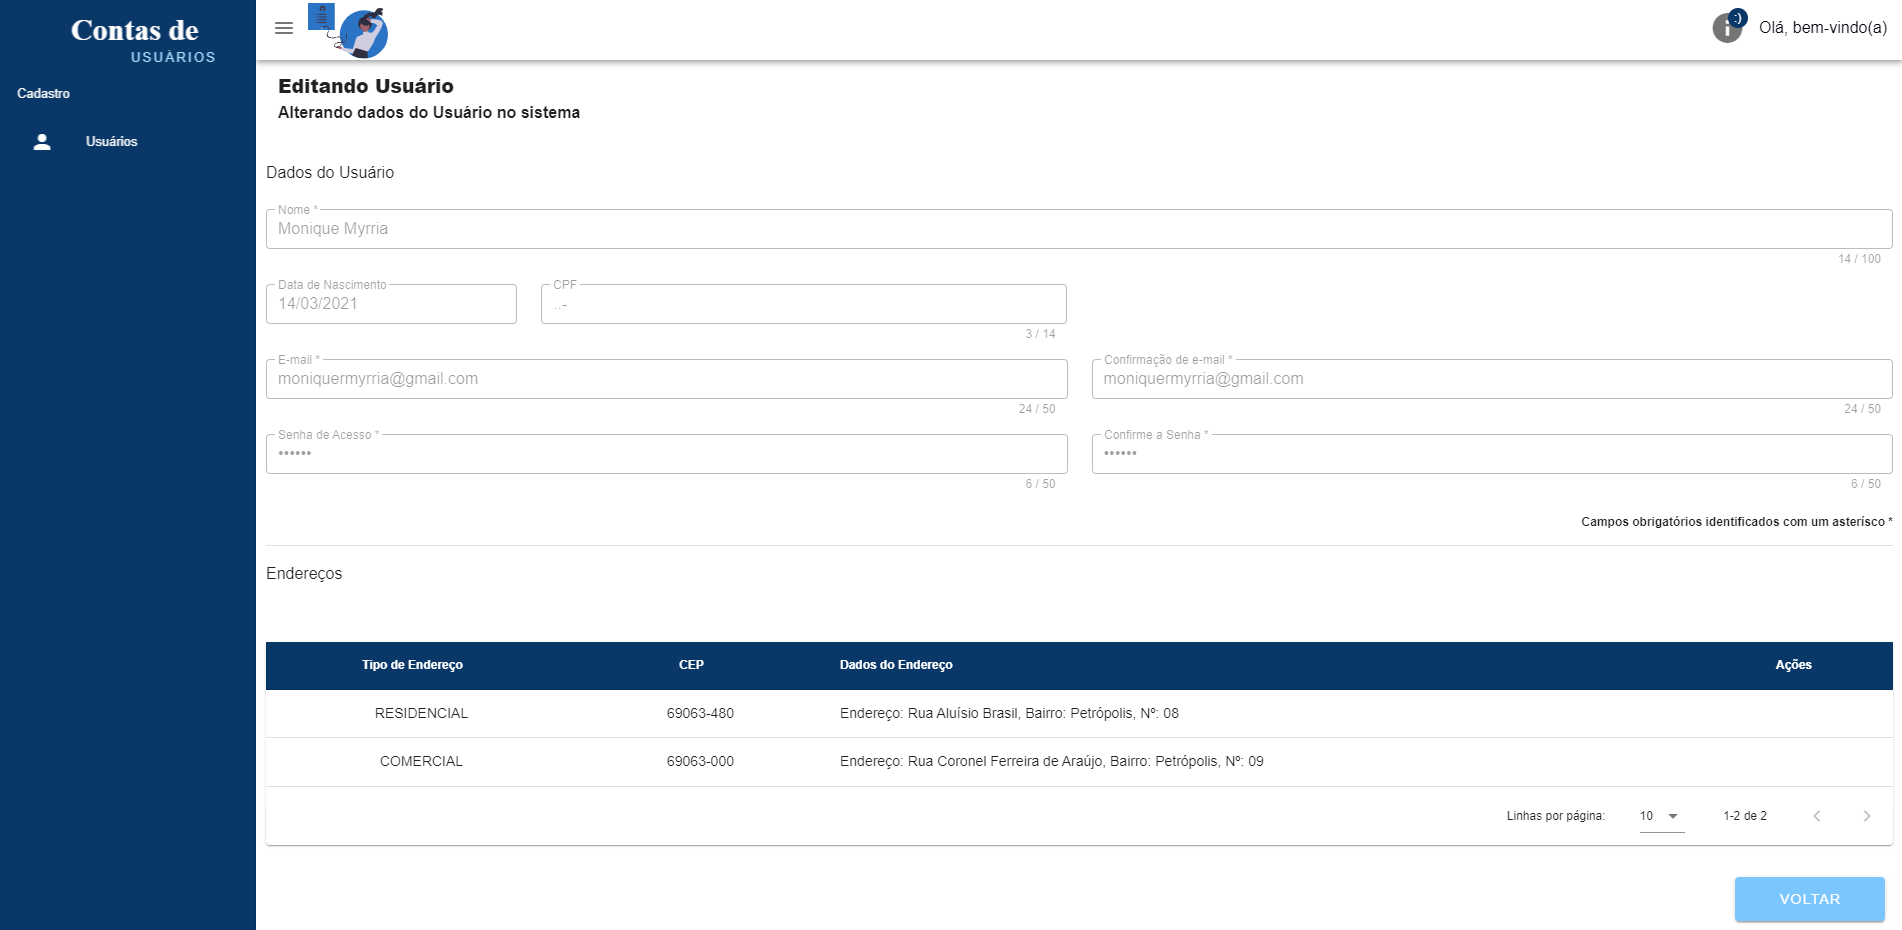 Contas de
USUÁRIOS
Cadastro
Usuários
:)
Olá, bem-vindo(a)
Editando Usuário
Alterando dados do Usuário no sistema
Dados do Usuário
Nome *
Monique Myrria
14 / 100
Data de Nascimento
14/03/2021
CPF
..-
3 / 14
E-mail *
moniquermyrria@gmail.com
24 / 50
Confirmação de e-mail *
moniquermyrria@gmail.com
24 / 50
Senha de Acesso *
••••••
6 / 50
Confirme a Senha *
••••••
6 / 50
Campos obrigatórios identificados com um asterísco *
Endereços
Tipo de Endereço CEP Dados do Endereço Ações
RESIDENCIAL 69063-480 Endereço: Rua Aluísio Brasil, Bairro: Petrópolis, Nº: 08
COMERCIAL 69063-000 Endereço: Rua Coronel Ferreira de Araújo, Bairro: Petrópolis, Nº: 09
Linhas por página: 10 1-2 de 2
VOLTAR